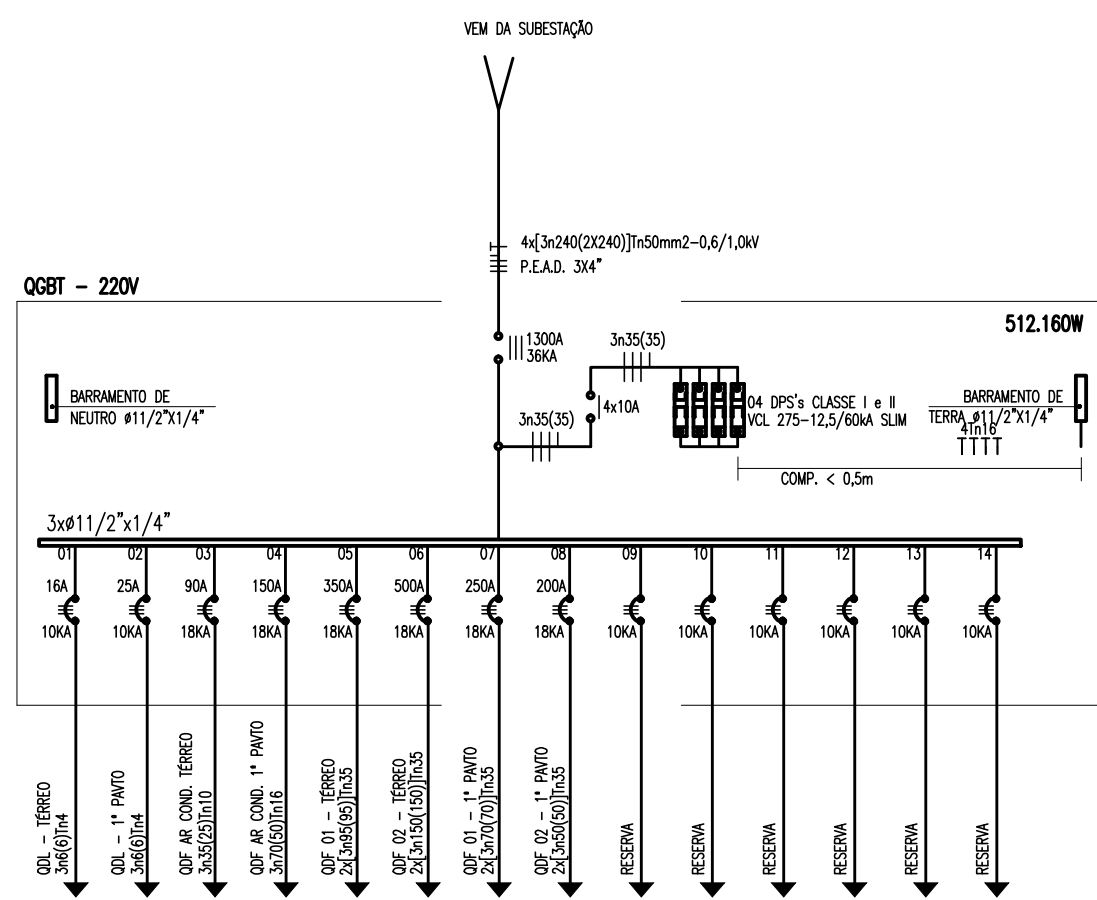 VEM DA SUBESTAÇÃO
4x[3n240(2X240)]Tn50mm2-0,6/1,0kV
P.E.A.D. 3X4"
QGBT - 220V
512.160W
1300A
36KA
3n35(35)
BARRAMENTO DE
NEUTRO ø11/2"X1/4"
3n35(35)
4x10A
04 DPS's CLASSE I e II
VCL 275-12,5/60kA SLIM
BARRAMENTO DE
TERRA ø11/2"X1/4"
4Tn16
COMP. < 0,5m
3xø11/2"x1/4"
01 02 03 04 05 06 07 08 09 10 11 12 13 14
16A 25A 90A 150A 350A 500A 250A 200A
10KA 10KA 18KA 18KA 18KA 18KA 18KA 18KA 10KA 10KA 10KA 10KA 10KA 10KA
QDL - TÉRREO
3n6(6)Tn4
QDL - 1ª PAVTO
3n6(6)Tn4
QDF AR COND. TÉRREO
3n35(25)Tn10
QDF AR COND. 1ª PAVTO
3n70(50)Tn16
QDF 01 - TÉRREO
2x[3n95(95)]Tn35
QDF 02 - TÉRREO
2x[3n150(150)]Tn35
QDF 01 - 1ª PAVTO
2x[3n70(70)]Tn35
QDF 02 - 1ª PAVTO
2x[3n50(50)]Tn35
RESERVA
RESERVA
RESERVA
RESERVA
RESERVA
RESERVA